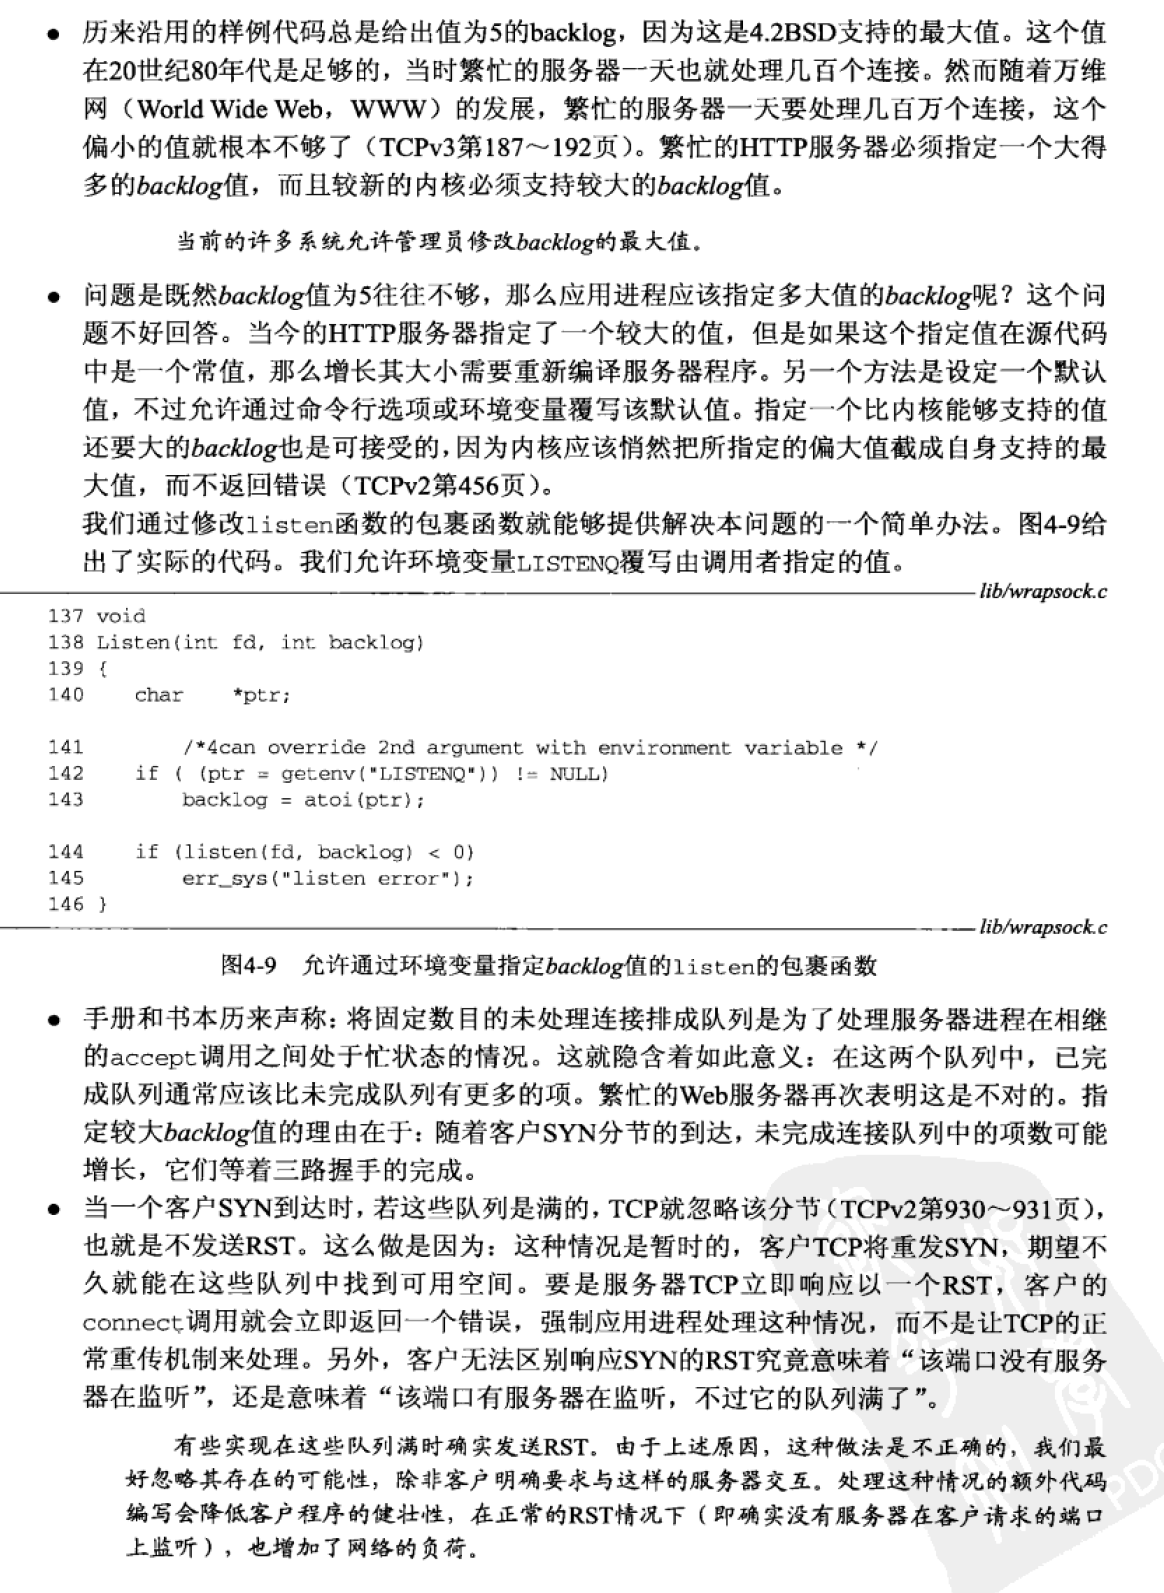 ● 历来沿用的样例代码总是给出值为5的backlog，因为这是4.2BSD支持的最大值。这个值
在20世纪80年代是足够的，当时繁忙的服务器一天也就处理几百个连接。然而随着万维
网（World Wide Web，WWW）的发展，繁忙的服务器一天要处理几百万个连接，这个
偏小的值就根本不够了（TCPv3第187～192页）。繁忙的HTTP服务器必须指定一个大得
多的backlog值，而且较新的内核必须支持较大的backlog值。
当前的许多系统允许管理员修改backlog的最大值。
● 问题是既然backlog值为5往往不够，那么应用进程应该指定多大值的backlog呢？这个问
题不好回答。当今的HTTP服务器指定了一个较大的值，但是如果这个指定值在源代码
中是一个常值，那么增长其大小需要重新编译服务器程序。另一个方法是设定一个默认
值，不过允许通过命令行选项或环境变量覆写该默认值。指定一个比内核能够支持的值
还要大的backlog也是可接受的，因为内核应该悄然把所指定的偏大值截成自身支持的最
大值，而不返回错误（TCPv2第456页）。
我们通过修改listen函数的包裹函数就能够提供解决本问题的一个简单办法。图4-9给
出了实际的代码。我们允许环境变量LISTENQ覆写由调用者指定的值。
lib/wrapsock.c
137 void
138 Listen(int fd, int backlog)
139 {
140     char    *ptr;
141         /*4can override 2nd argument with environment variable */
142     if ( (ptr = getenv("LISTENQ")) != NULL)
143         backlog = atoi(ptr);
144     if (listen(fd, backlog) < 0)
145         err_sys("listen error");
146 }
lib/wrapsock.c
图4-9 允许通过环境变量指定backlog值的listen的包裹函数
● 手册和书本历来声称：将固定数目的未处理连接排成队列是为了处理服务器进程在相继
的accept调用之间处于忙状态的情况。这就隐含着如此意义：在这两个队列中，已完
成队列通常应该比未完成队列有更多的项。繁忙的Web服务器再次表明这是不对的。指
定较大backlog值的理由在于：随着客户SYN分节的到达，未完成连接队列中的项数可能
增长，它们等着三路握手的完成。
● 当一个客户SYN到达时，若这些队列是满的，TCP就忽略该分节（TCPv2第930～931页），
也就是不发送RST。这么做是因为：这种情况是暂时的，客户TCP将重发SYN，期望不
久就能在这些队列中找到可用空间。要是服务器TCP立即响应以一个RST，客户的
connect调用就会立即返回一个错误，强制应用进程处理这种情况，而不是让TCP的正
常重传机制来处理。另外，客户无法区别响应SYN的RST究竟意味着“该端口没有服务
器在监听”，还是意味着“该端口有服务器在监听，不过它的队列满了”。
有些实现在这些队列满时确实发送RST。由于上述原因，这种做法是不正确的，我们最
好忽略其存在的可能性，除非客户明确要求与这样的服务器交互。处理这种情况的额外代码
编写会降低客户程序的健壮性，在正常的RST情况下（即确实没有服务器在客户请求的端口
上监听），也增加了网络的负荷。